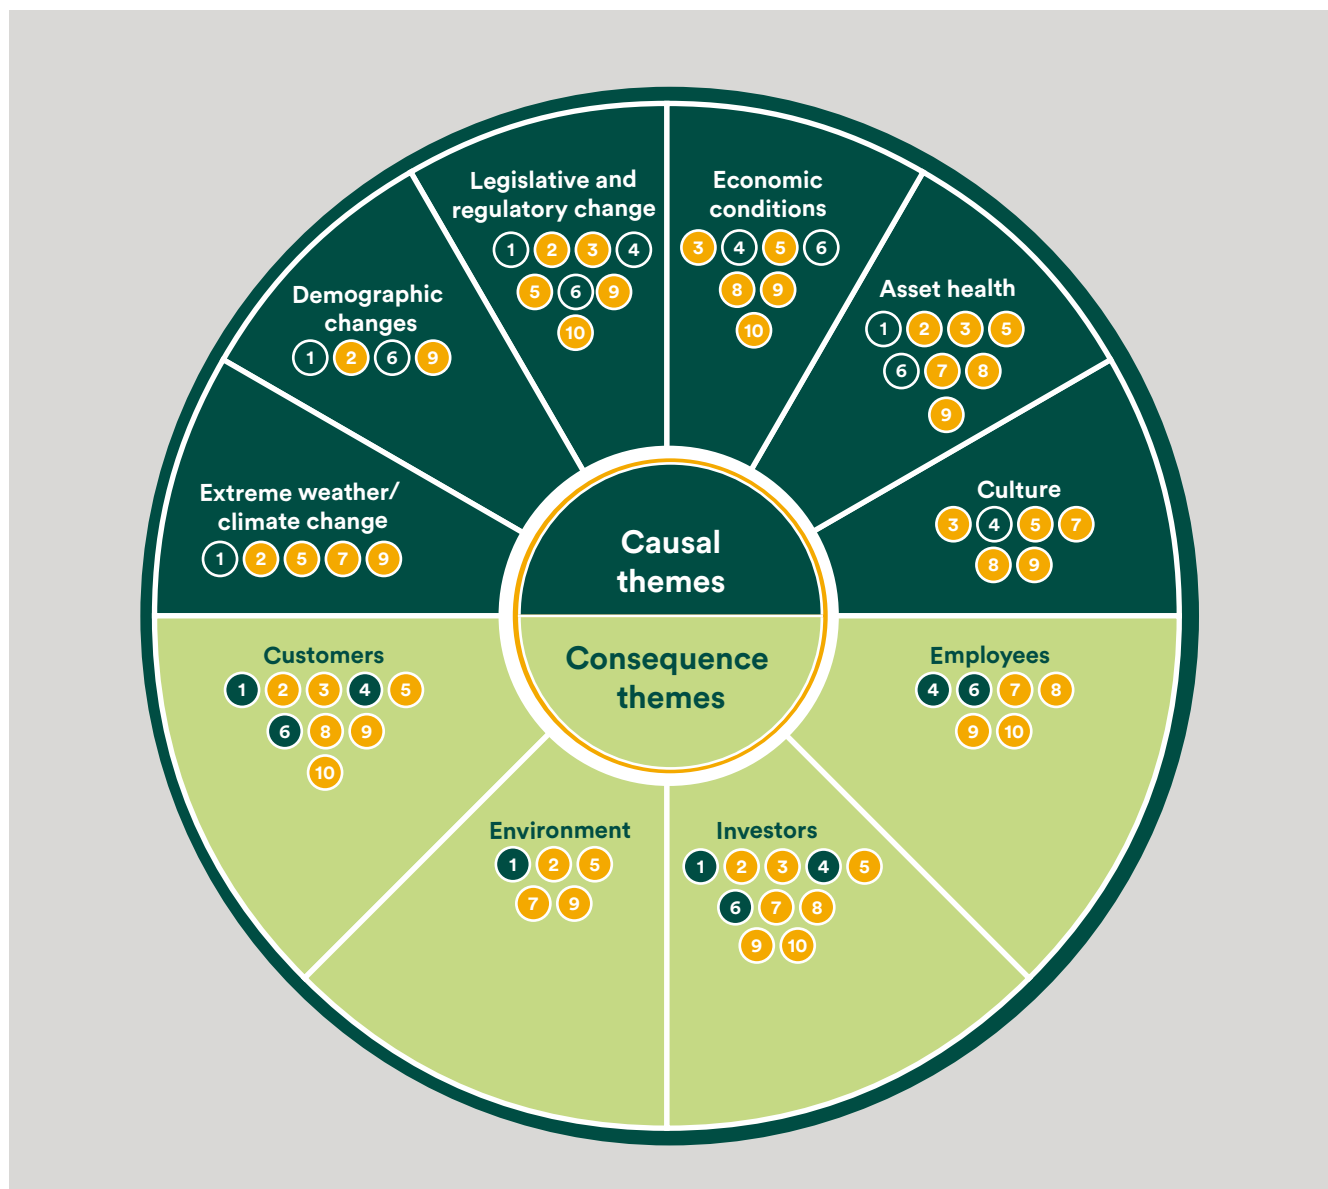 Legislative and
regulatory change
1 2 3 4
5 6 9
10
Economic
conditions
3 4 5 6
8 9
10
Demographic
changes
1 2 6 9
Asset health
1 2 3 5
6 7 8
9
Extreme weather/
climate change
1 2 5 7 9
Culture
3 4 5 7
8 9
Causal
themes
Consequence
themes
Customers
1 2 3 4 5
6 8 9
10
Employees
4 6 7 8
9 10
Environment
1 2 5
7 9
Investors
1 2 3 4 5
6 7 8
9 10